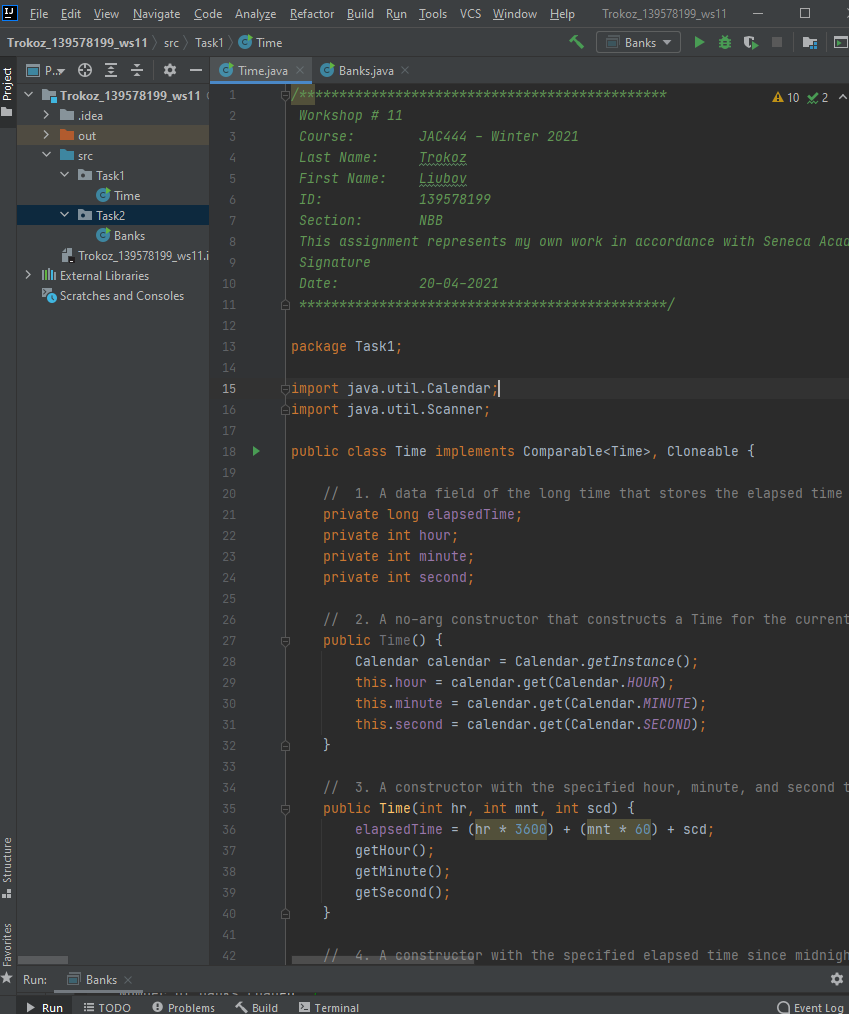 IJ File Edit View Navigate Code Analyze Refactor Build Run Tools VCS Window Help Trokoz_139578199_ws11
Trokoz_139578199_ws11 src Task1 Time Banks
Project
P.. Time.java Banks.java
Trokoz_139578199_ws11
.idea
out
src
Task1
Time
Task2
Banks
Trokoz_139578199_ws11.i
External Libraries
Scratches and Consoles
10 2
1 /**********************************************
2 Workshop # 11
3 Course: JAC444 - Winter 2021
4 Last Name: Trokoz
5 First Name: Liubov
6 ID: 139578199
7 Section: NBB
8 This assignment represents my own work in accordance with Seneca Acad
9 Signature
10 Date: 20-04-2021
11 **********************************************/
12
13 package Task1;
14
15 import java.util.Calendar;
16 import java.util.Scanner;
17
18 public class Time implements Comparable<Time>, Cloneable {
19
20 // 1. A data field of the long time that stores the elapsed time
21 private long elapsedTime;
22 private int hour;
23 private int minute;
24 private int second;
25
26 // 2. A no-arg constructor that constructs a Time for the current
27 public Time() {
28 Calendar calendar = Calendar.getInstance();
29 this.hour = calendar.get(Calendar.HOUR);
30 this.minute = calendar.get(Calendar.MINUTE);
31 this.second = calendar.get(Calendar.SECOND);
32 }
33
34 // 3. A constructor with the specified hour, minute, and second t
35 public Time(int hr, int mnt, int scd) {
36 elapsedTime = (hr * 3600) + (mnt * 60) + scd;
37 getHour();
38 getMinute();
39 getSecond();
40 }
41
42 // 4. A constructor with the specified elapsed time since midnigh
Structure
Favorites
Run: Banks
Run TODO Problems Build Terminal Event Log